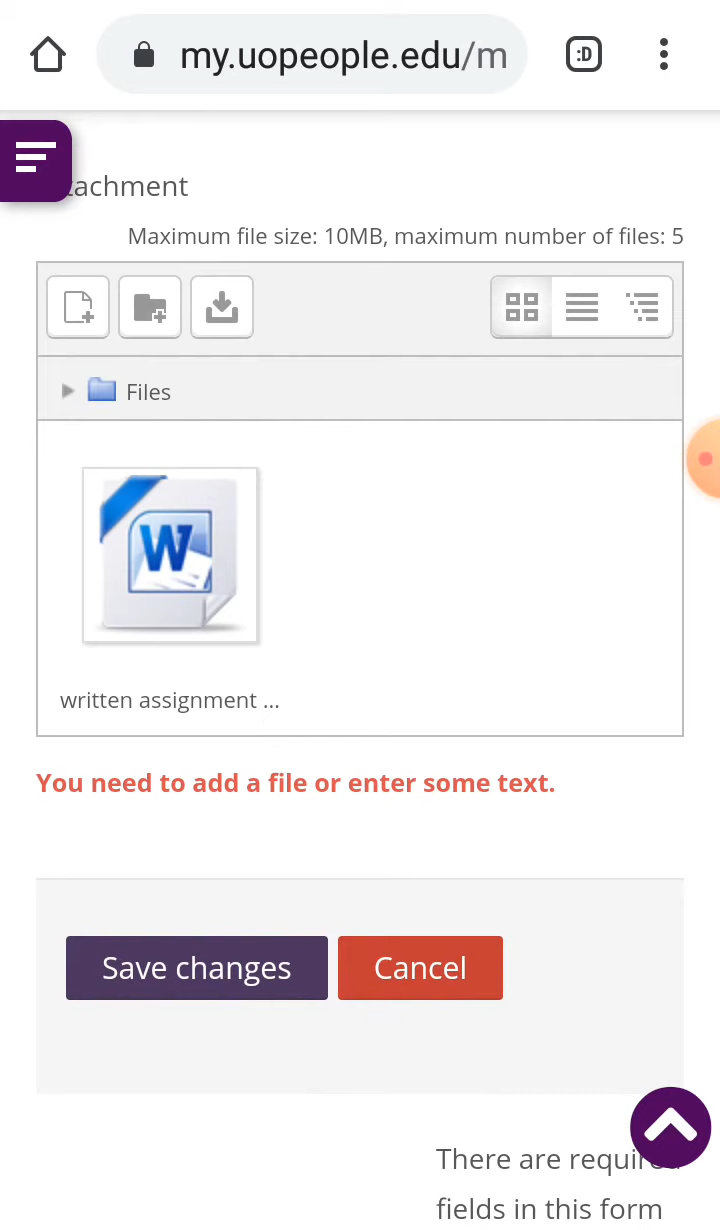 my.uopeople.edu/m
:D
tachment
Maximum file size: 10MB, maximum number of files: 5
Files
W
written assignment ...
You need to add a file or enter some text.
Save changes
Cancel
There are required
fields in this form